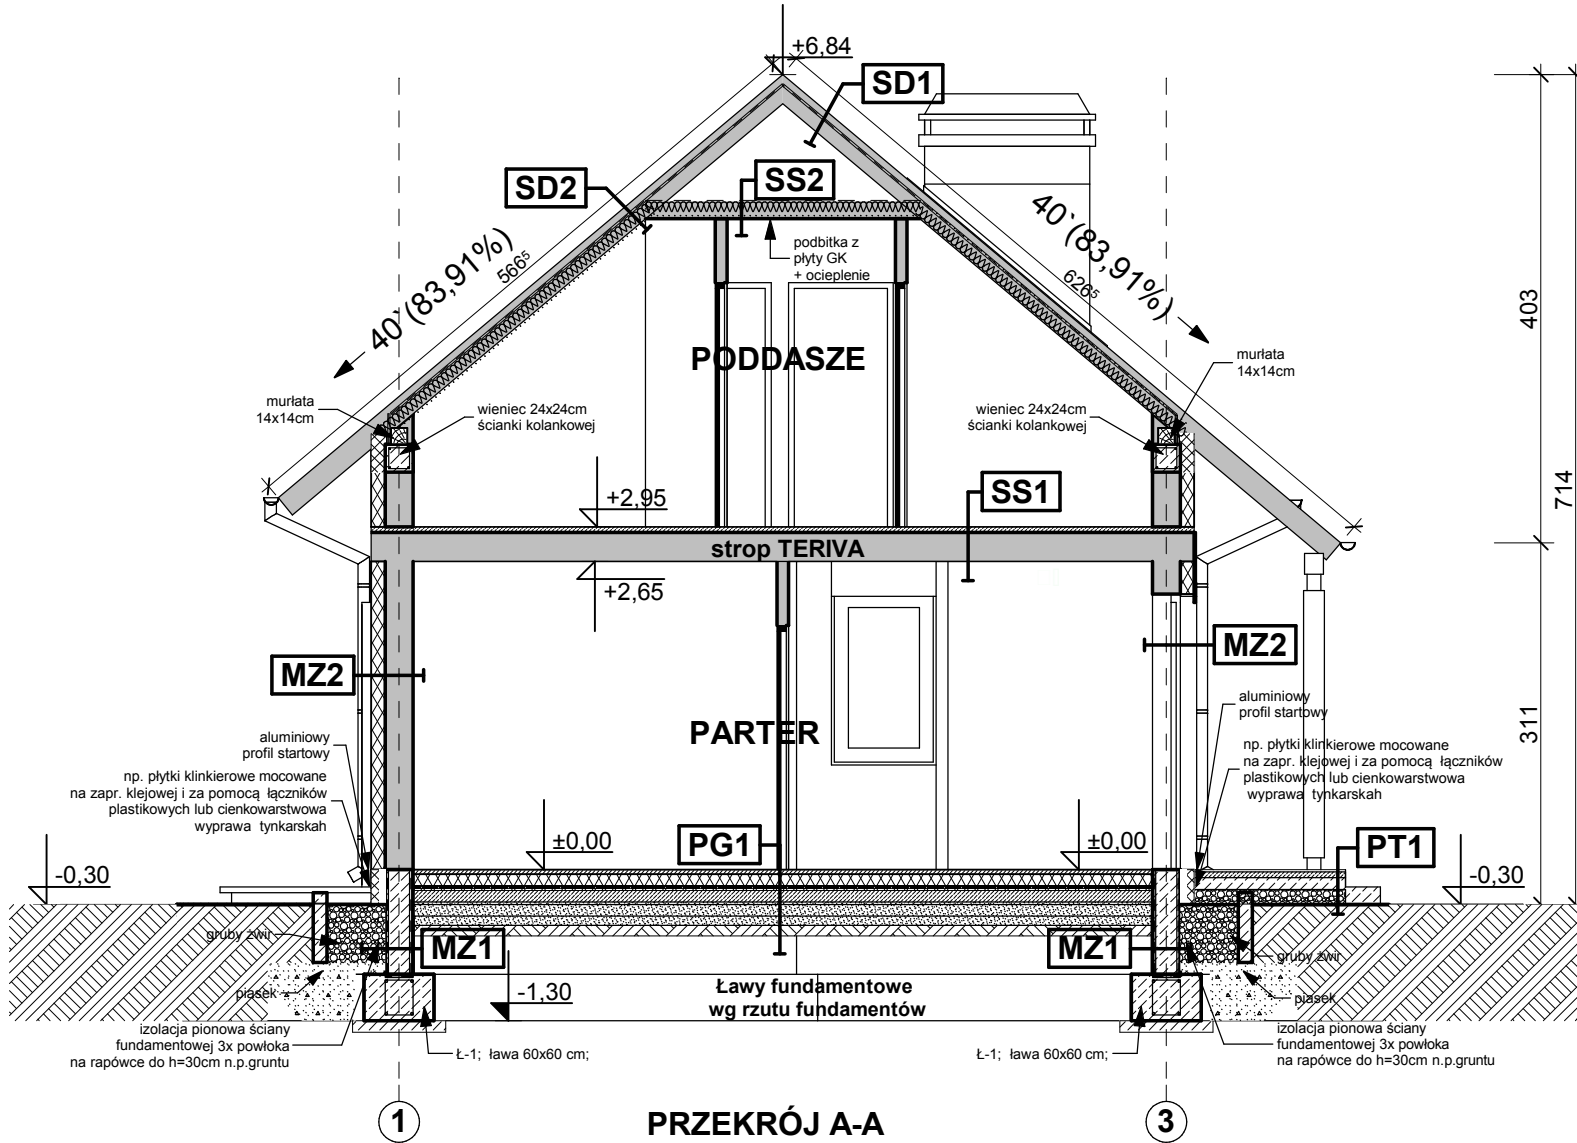 +6,84
SD1
SD2
SS2
40`(83,91%)
566⁵
40`(83,91%)
626⁵
podbitka z
płyty GK
+ ocieplenie
403
714
PODDASZE
murłata
14x14cm
murłata
14x14cm
wieniec 24x24cm
ścianki kolankowej
wieniec 24x24cm
ścianki kolankowej
+2,95
SS1
strop TERIVA
+2,65
MZ2
MZ2
311
aluminiowy
profil startowy
aluminiowy
profil startowy
PARTER
np. płytki klinkierowe mocowane
na zapr. klejowej i za pomocą łączników
plastikowych lub cienkowarstwowa
wyprawa tynkarskah
np. płytki klinkierowe mocowane
na zapr. klejowej i za pomocą łączników
plastikowych lub cienkowarstwowa
wyprawa tynkarskah
±0,00
PG1
±0,00
PT1
-0,30
-0,30
gruby żwir
MZ1
MZ1
gruby żwir
piasek
-1,30
Ławy fundamentowe
wg rzutu fundamentów
piasek
izolacja pionowa ściany
fundamentowej 3x powłoka
na rapówce do h=30cm n.p.gruntu
Ł-1; ława 60x60 cm;
Ł-1; ława 60x60 cm;
izolacja pionowa ściany
fundamentowej 3x powłoka
na rapówce do h=30cm n.p.gruntu
1
PRZEKRÓJ A-A
3